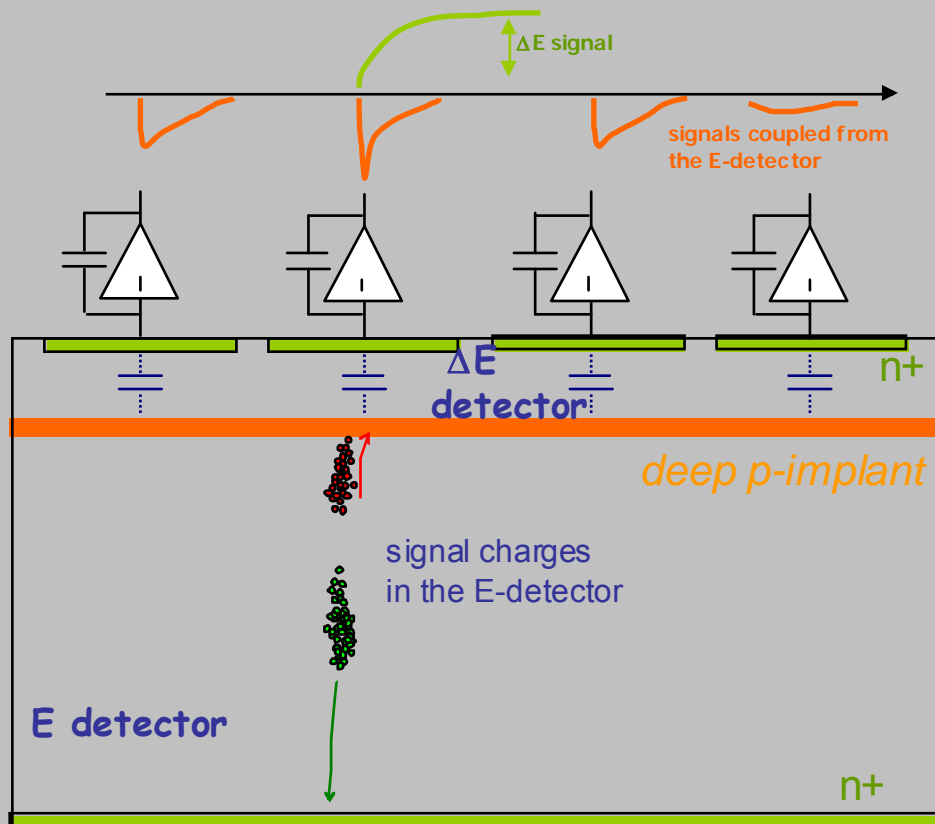 ΔE signal
signals coupled from
the E-detector
ΔE
detector
n+
deep p-implant
signal charges
in the E-detector
E detector
n+